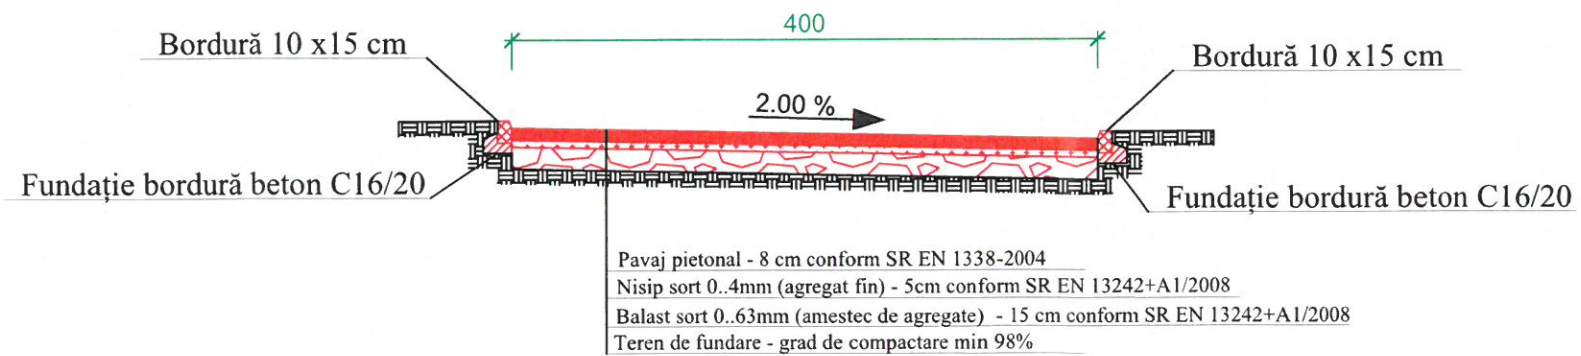 400
Bordură 10 x15 cm
Bordură 10 x15 cm
2.00 %
Fundație bordură beton C16/20
Fundație bordură beton C16/20
Pavaj pietonal - 8 cm conform SR EN 1338-2004
Nisip sort 0..4mm (agregat fin) - 5cm conform SR EN 13242+A1/2008
Balast sort 0..63mm (amestec de agregate) - 15 cm conform SR EN 13242+A1/2008
Teren de fundare - grad de compactare min 98%